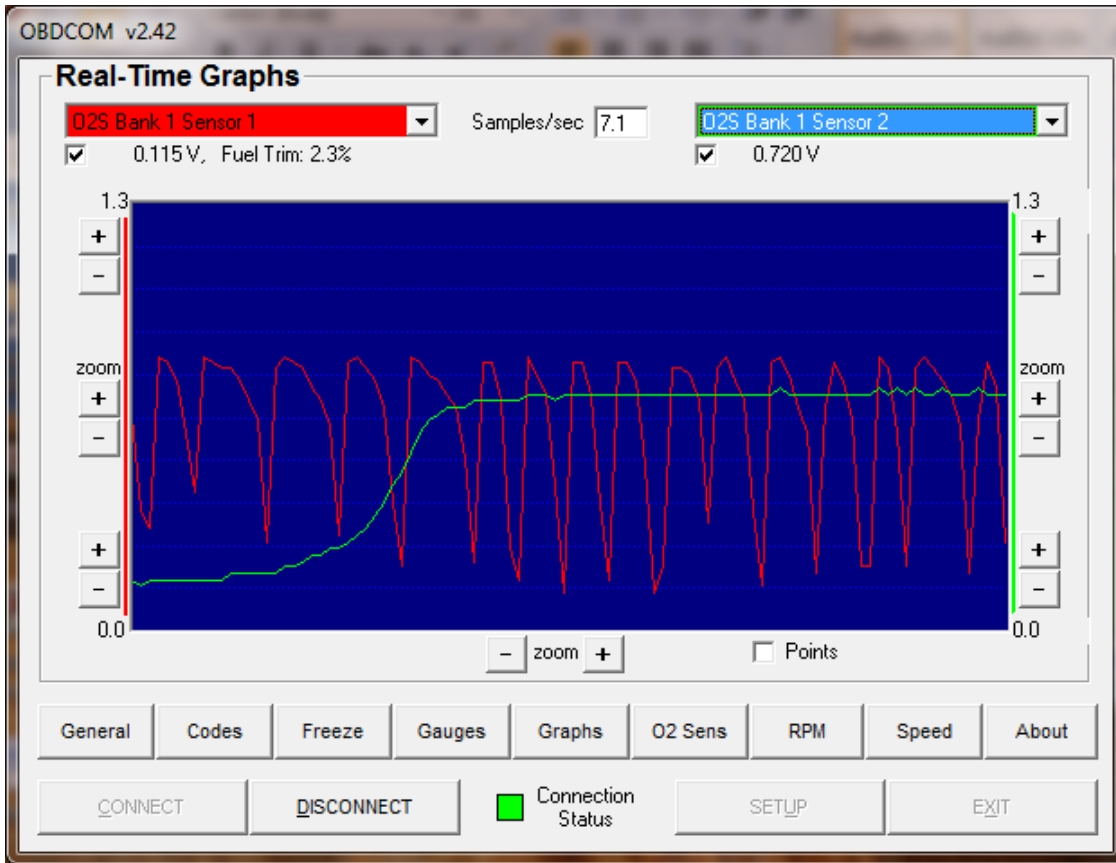 OBDCOM v2.42
Real-Time Graphs
O2S Bank 1 Sensor 1
Samples/sec 7.1
O2S Bank 1 Sensor 2
0.115 V, Fuel Trim: 2.3%
0.720 V
1.3
1.3
+
+
−
−
zoom
zoom
+
+
−
−
+
+
−
−
0.0
0.0
− zoom +
Points
General Codes Freeze Gauges Graphs O2 Sens RPM Speed About
CONNECT DISCONNECT Connection Status SETUP EXIT